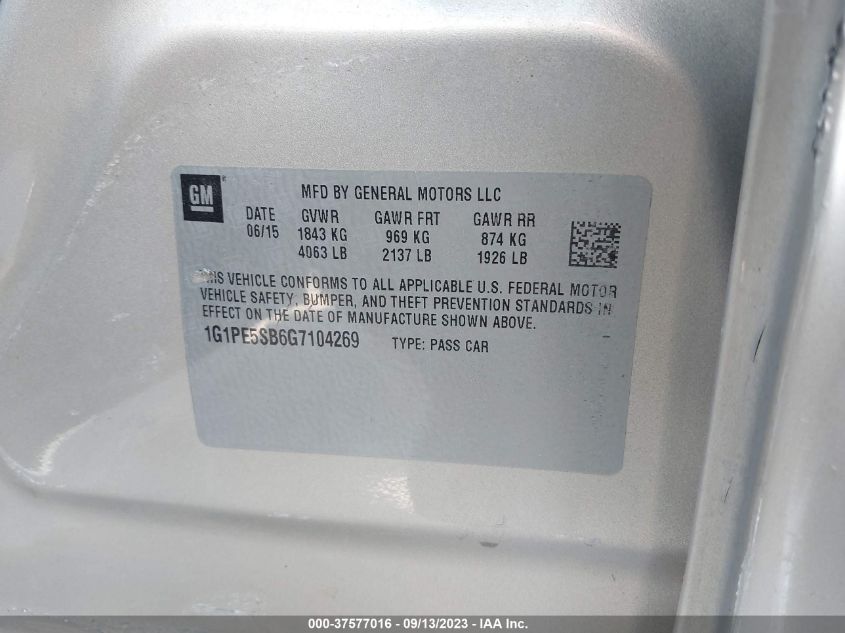 GM
MFD BY GENERAL MOTORS LLC
DATE GVWR GAWR FRT GAWR RR
06/15 1843 KG 969 KG 874 KG
4063 LB 2137 LB 1926 LB
THIS VEHICLE CONFORMS TO ALL APPLICABLE U.S. FEDERAL MOTOR
VEHICLE SAFETY, BUMPER, AND THEFT PREVENTION STANDARDS IN
EFFECT ON THE DATE OF MANUFACTURE SHOWN ABOVE.
1G1PE5SB6G7104269 TYPE: PASS CAR
000-37577016 - 09/13/2023 - IAA Inc.